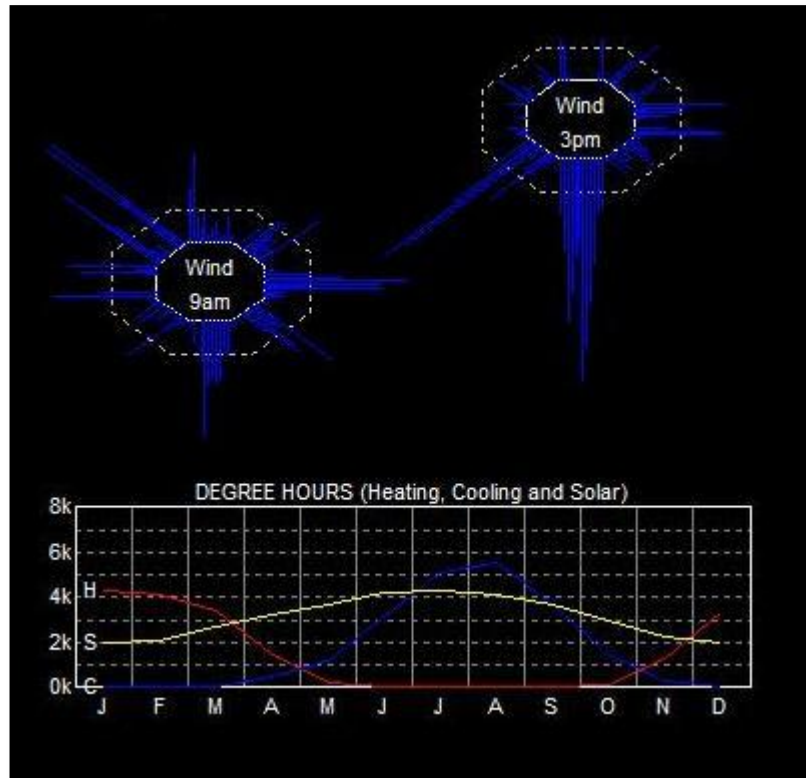 Wind
3pm
Wind
9am
DEGREE HOURS (Heating, Cooling and Solar)
8k
6k
4k H
2k S
0k C
J F M A M J J A S O N D